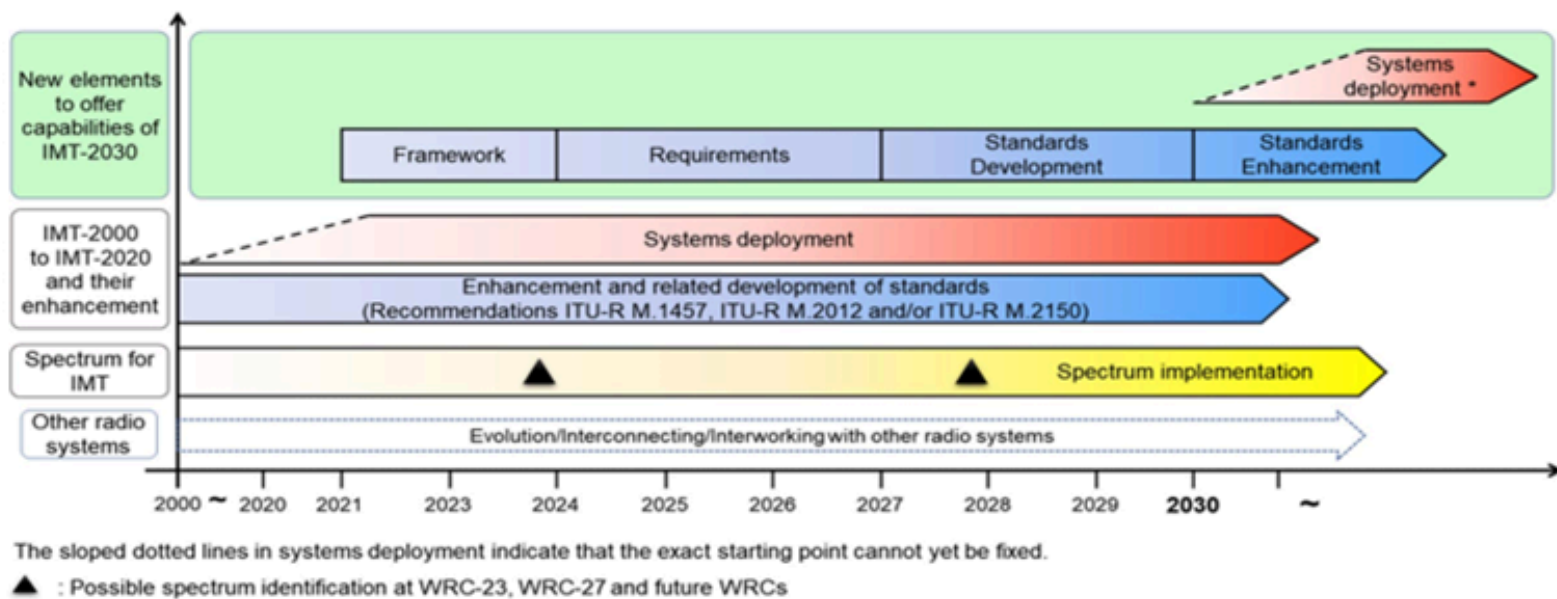 New elements
to offer
capabilities of
IMT-2030
Systems
deployment *
Framework
Requirements
Standards
Development
Standards
Enhancement
IMT-2000
to IMT-2020
and their
enhancement
Systems deployment
Enhancement and related development of standards
(Recommendations ITU-R M.1457, ITU-R M.2012 and/or ITU-R M.2150)
Spectrum for
IMT
Spectrum implementation
Other radio
systems
Evolution/Interconnecting/Interworking with other radio systems
2000 ~ 2020 2021 2023 2024 2025 2026 2027 2028 2029 2030 ~
The sloped dotted lines in systems deployment indicate that the exact starting point cannot yet be fixed.
▲ : Possible spectrum identification at WRC-23, WRC-27 and future WRCs